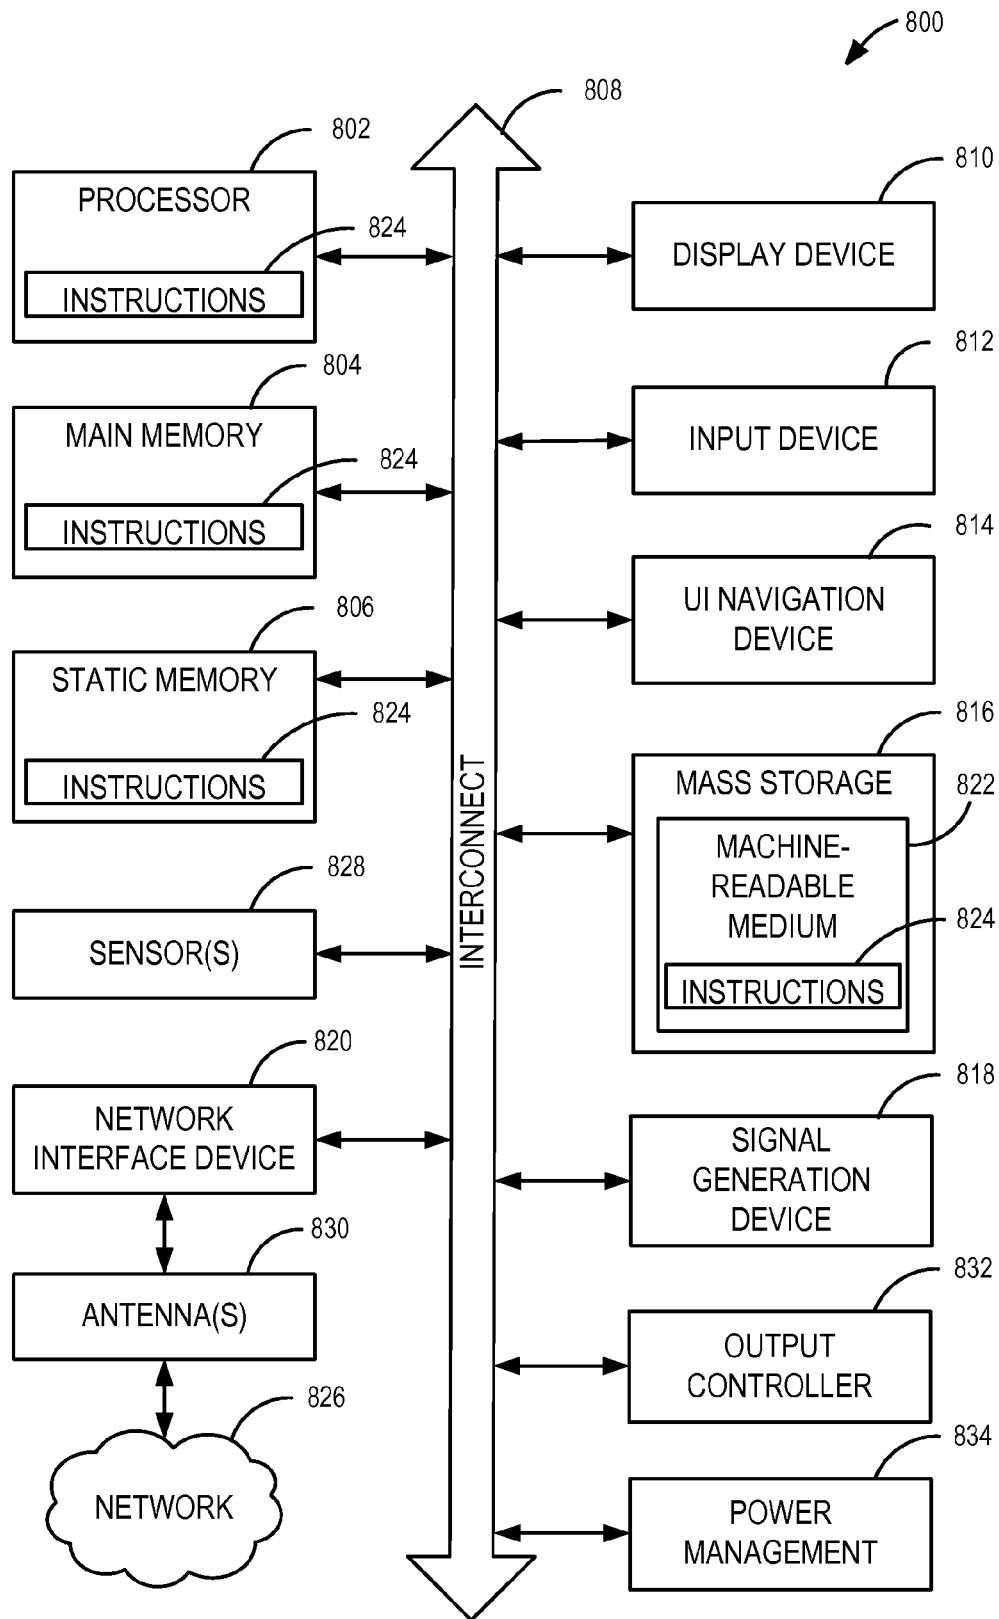 800
808
802
PROCESSOR
824
INSTRUCTIONS
804
MAIN MEMORY
824
INSTRUCTIONS
806
STATIC MEMORY
824
INSTRUCTIONS
828
SENSOR(S)
820
NETWORK
INTERFACE DEVICE
830
ANTENNA(S)
826
NETWORK
INTERCONNECT
810
DISPLAY DEVICE
812
INPUT DEVICE
814
UI NAVIGATION
DEVICE
816
MASS STORAGE
822
MACHINE-
READABLE
MEDIUM
824
INSTRUCTIONS
818
SIGNAL
GENERATION
DEVICE
832
OUTPUT
CONTROLLER
834
POWER
MANAGEMENT